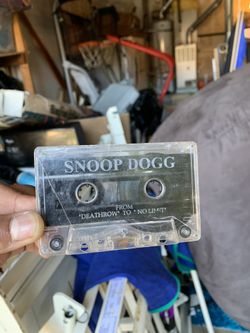 SNOOP DOGG
FROM
"DEATHROW" TO "NO LIMIT"